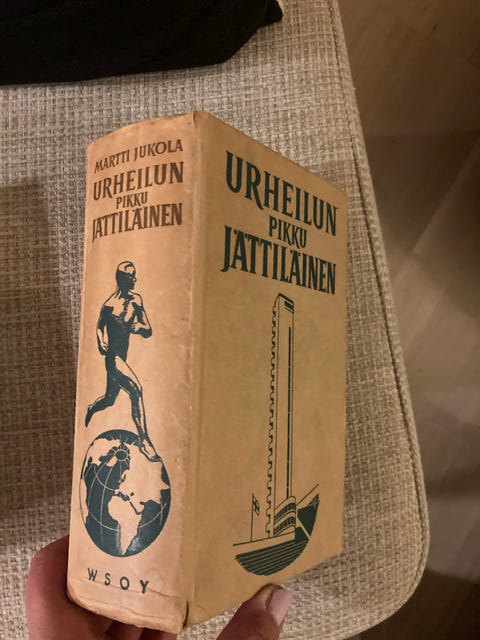 MARTTI JUKOLA
URHEILUN
PIKKU
JÄTTILÄINEN
WSOY
URHEILUN
PIKKU
JÄTTILÄINEN